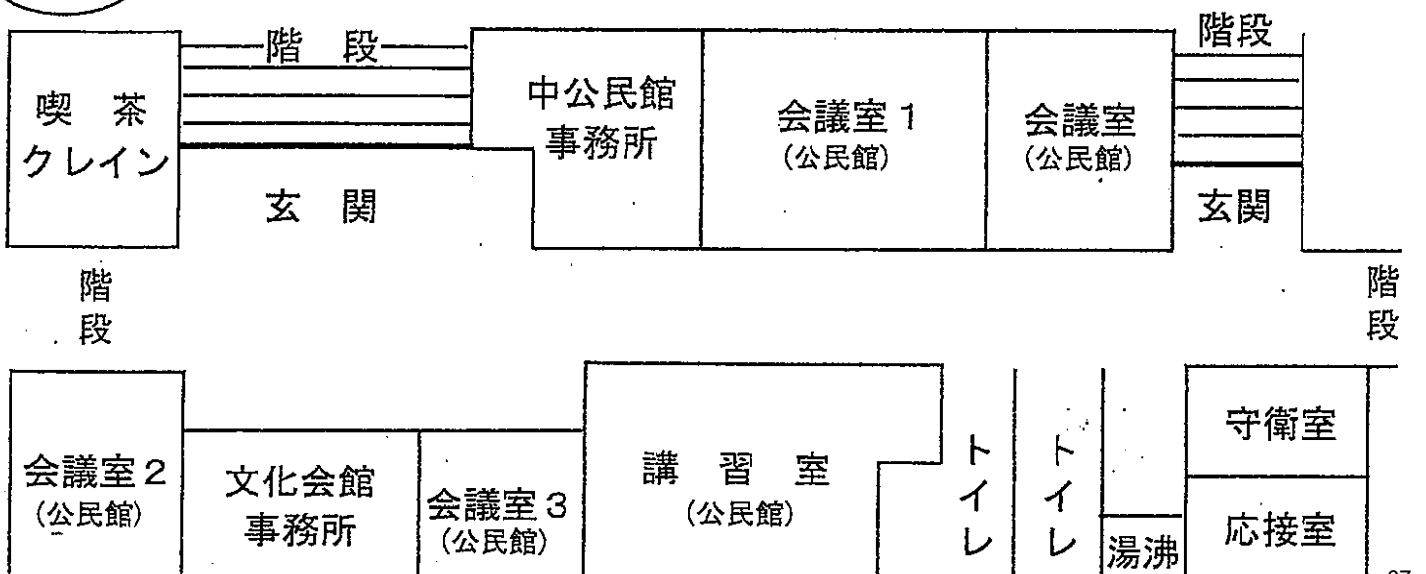 階段
階段
喫茶
クレイン
中公民館
事務所
会議室1
(公民館)
会議室
(公民館)
玄関
玄関
階段
階段
会議室2
(公民館)
文化会館
事務所
会議室3
(公民館)
講習室
(公民館)
トイレ
トイレ
湯沸
守衛室
応接室